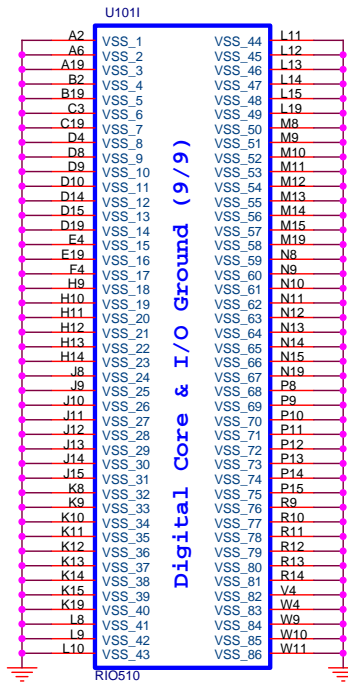 U101I
A2 VSS_1 VSS_44 L11
A6 VSS_2 VSS_45 L12
A19 VSS_3 VSS_46 L13
B2 VSS_4 VSS_47 L14
B19 VSS_5 VSS_48 L15
C3 VSS_6 VSS_49 L19
C19 VSS_7 VSS_50 M8
D4 VSS_8 VSS_51 M9
D8 VSS_9 VSS_52 M10
D9 VSS_10 VSS_53 M11
D10 VSS_11 VSS_54 M12
D14 VSS_12 VSS_55 M13
D15 VSS_13 VSS_56 M14
D19 VSS_14 VSS_57 M15
E4 VSS_15 VSS_58 M19
E19 VSS_16 VSS_59 N8
F4 VSS_17 VSS_60 N9
H9 VSS_18 VSS_61 N10
H10 VSS_19 VSS_62 N11
H11 VSS_20 VSS_63 N12
H12 VSS_21 VSS_64 N13
H13 VSS_22 VSS_65 N14
H14 VSS_23 VSS_66 N15
J8 VSS_24 VSS_67 N19
J9 VSS_25 VSS_68 P8
J10 VSS_26 VSS_69 P9
J11 VSS_27 VSS_70 P10
J12 VSS_28 VSS_71 P11
J13 VSS_29 VSS_72 P12
J14 VSS_30 VSS_73 P13
J15 VSS_31 VSS_74 P14
K8 VSS_32 VSS_75 P15
K9 VSS_33 VSS_76 R9
K10 VSS_34 VSS_77 R10
K11 VSS_35 VSS_78 R11
K12 VSS_36 VSS_79 R12
K13 VSS_37 VSS_80 R13
K14 VSS_38 VSS_81 R14
K15 VSS_39 VSS_82 V4
K19 VSS_40 VSS_83 W4
L8 VSS_41 VSS_84 W9
L9 VSS_42 VSS_85 W10
L10 VSS_43 VSS_86 W11
Digital Core & I/O Ground (9/9)
RIO510